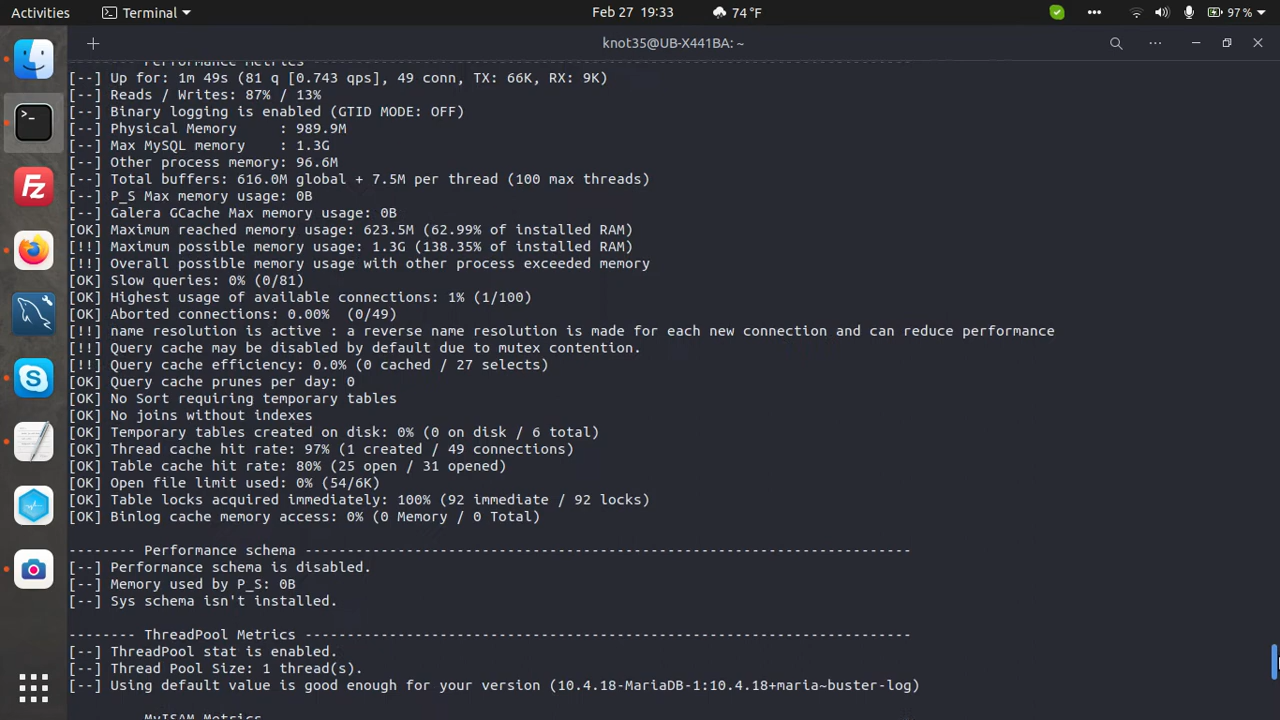 Activities Terminal Feb 27 19:33 74 °F 97 %
knot35@UB-X441BA: ~
-------- Performance Metrics ------------------------------------------------------------------------
[--] Up for: 1m 49s (81 q [0.743 qps], 49 conn, TX: 66K, RX: 9K)
[--] Reads / Writes: 87% / 13%
[--] Binary logging is enabled (GTID MODE: OFF)
[--] Physical Memory     : 989.9M
[--] Max MySQL memory    : 1.3G
[--] Other process memory: 96.6M
[--] Total buffers: 616.0M global + 7.5M per thread (100 max threads)
[--] P_S Max memory usage: 0B
[--] Galera GCache Max memory usage: 0B
[OK] Maximum reached memory usage: 623.5M (62.99% of installed RAM)
[!!] Maximum possible memory usage: 1.3G (138.35% of installed RAM)
[!!] Overall possible memory usage with other process exceeded memory
[OK] Slow queries: 0% (0/81)
[OK] Highest usage of available connections: 1% (1/100)
[OK] Aborted connections: 0.00%  (0/49)
[!!] name resolution is active : a reverse name resolution is made for each new connection and can reduce performance
[!!] Query cache may be disabled by default due to mutex contention.
[!!] Query cache efficiency: 0.0% (0 cached / 27 selects)
[OK] Query cache prunes per day: 0
[OK] No Sort requiring temporary tables
[OK] No joins without indexes
[OK] Temporary tables created on disk: 0% (0 on disk / 6 total)
[OK] Thread cache hit rate: 97% (1 created / 49 connections)
[OK] Table cache hit rate: 80% (25 open / 31 opened)
[OK] Open file limit used: 0% (54/6K)
[OK] Table locks acquired immediately: 100% (92 immediate / 92 locks)
[OK] Binlog cache memory access: 0% (0 Memory / 0 Total)
-------- Performance schema ------------------------------------------------------------------------
[--] Performance schema is disabled.
[--] Memory used by P_S: 0B
[--] Sys schema isn't installed.
-------- ThreadPool Metrics ------------------------------------------------------------------------
[--] ThreadPool stat is enabled.
[--] Thread Pool Size: 1 thread(s).
[--] Using default value is good enough for your version (10.4.18-MariaDB-1:10.4.18+maria~buster-log)
MyISAM Metrics